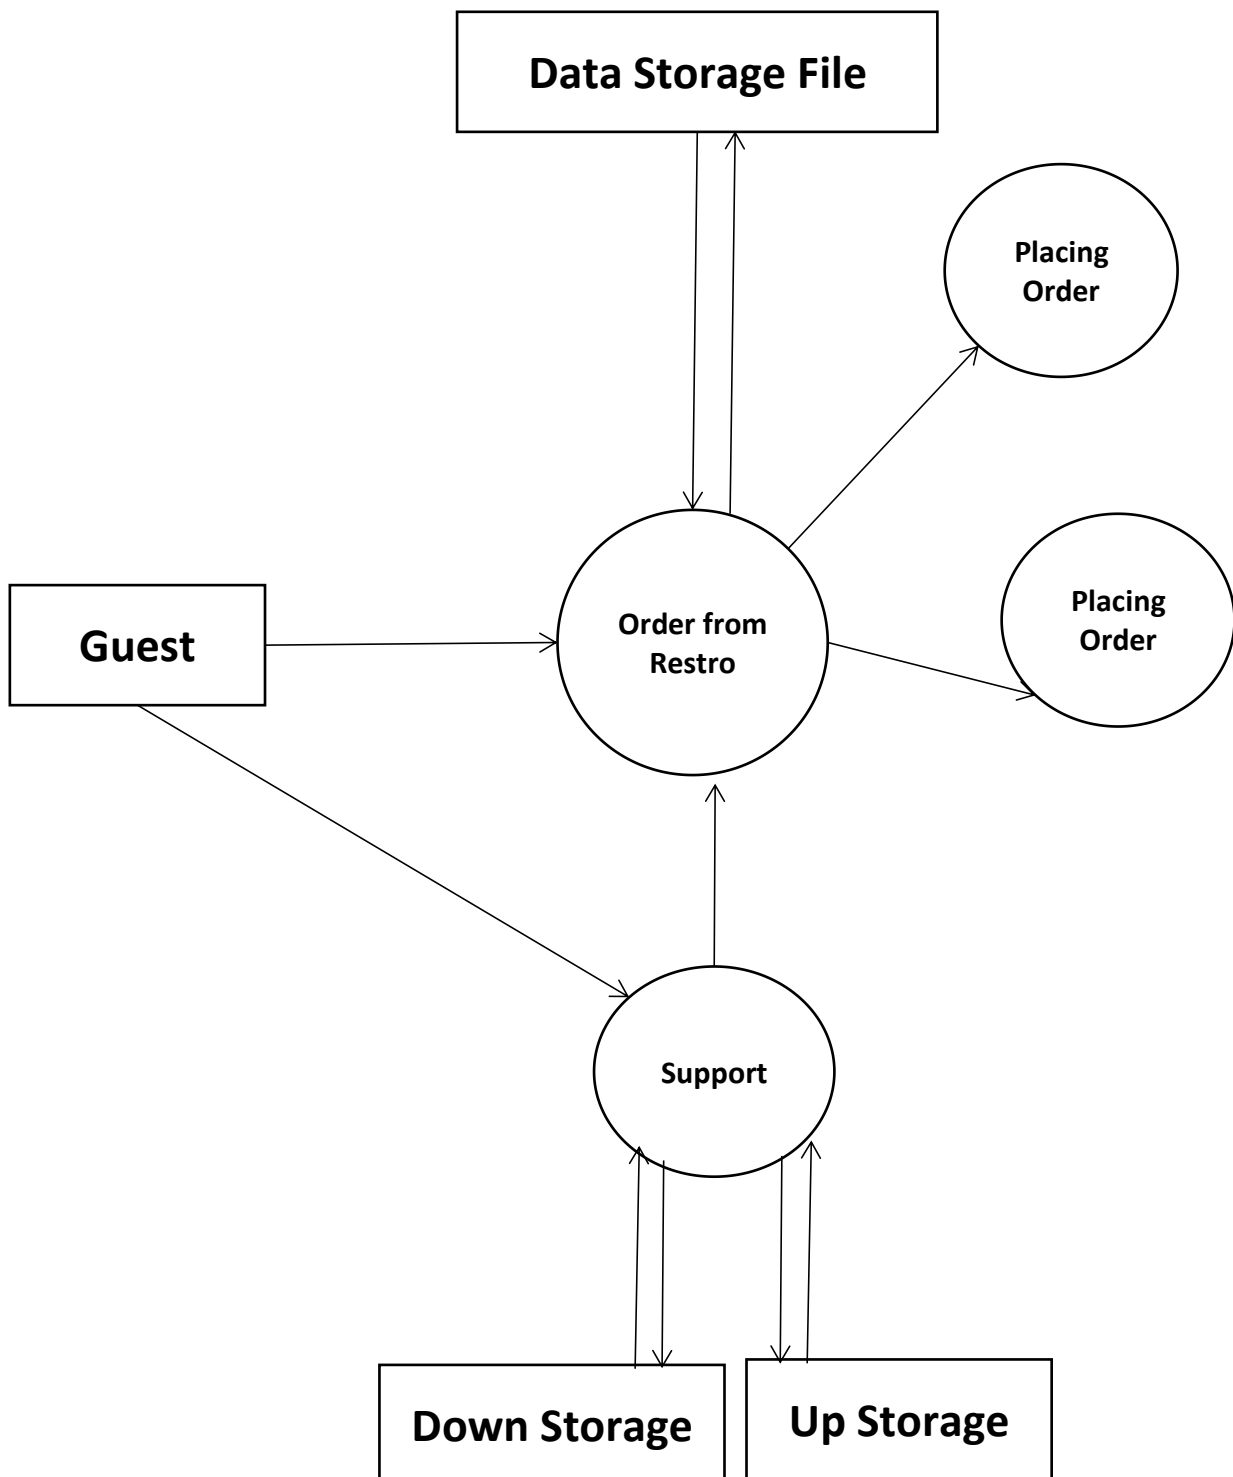 Data Storage File
Placing
Order
Placing
Order
Order from
Restro
Guest
Support
Down Storage
Up Storage